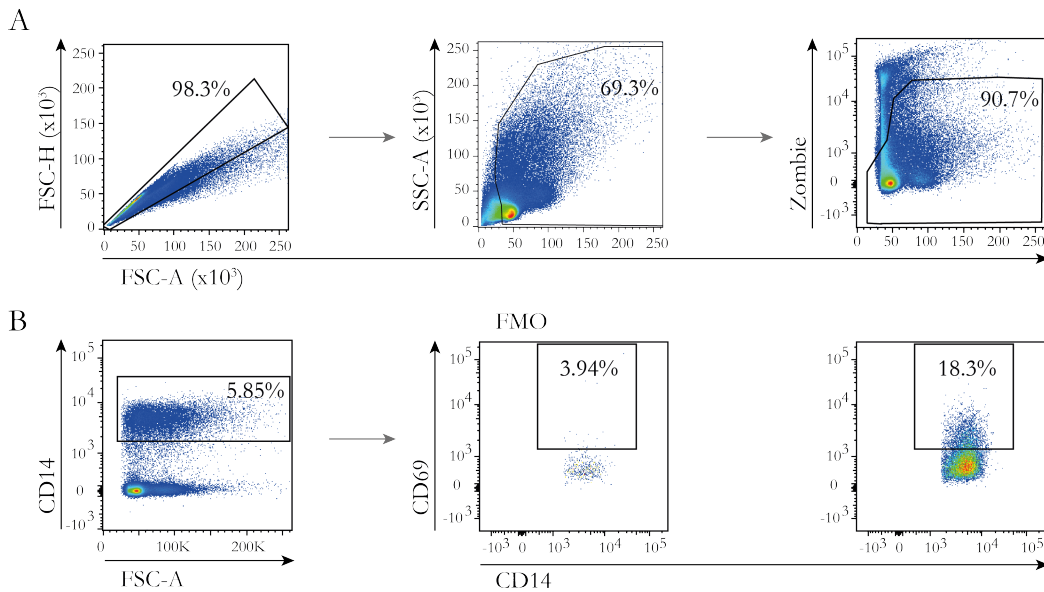 A
FSC-H (x10³)
250
200
150
100
50
0
98.3%
0 50 100 150 200 250
SSC-A (x10³)
250
200
150
100
50
0
69.3%
0 50 100 150 200 250
Zombie
10⁵
10⁴
10³
0
-10³
90.7%
0 50 100 150 200 250
FSC-A (x10³)
B
CD14
10⁵
10⁴
10³
0
-10³
5.85%
0 100K 200K
FSC-A
FMO
CD69
10⁵
10⁴
10³
0
-10³
3.94%
-10³ 0 10³ 10⁴ 10⁵
10⁵
10⁴
10³
0
-10³
18.3%
-10³ 0 10³ 10⁴ 10⁵
CD14